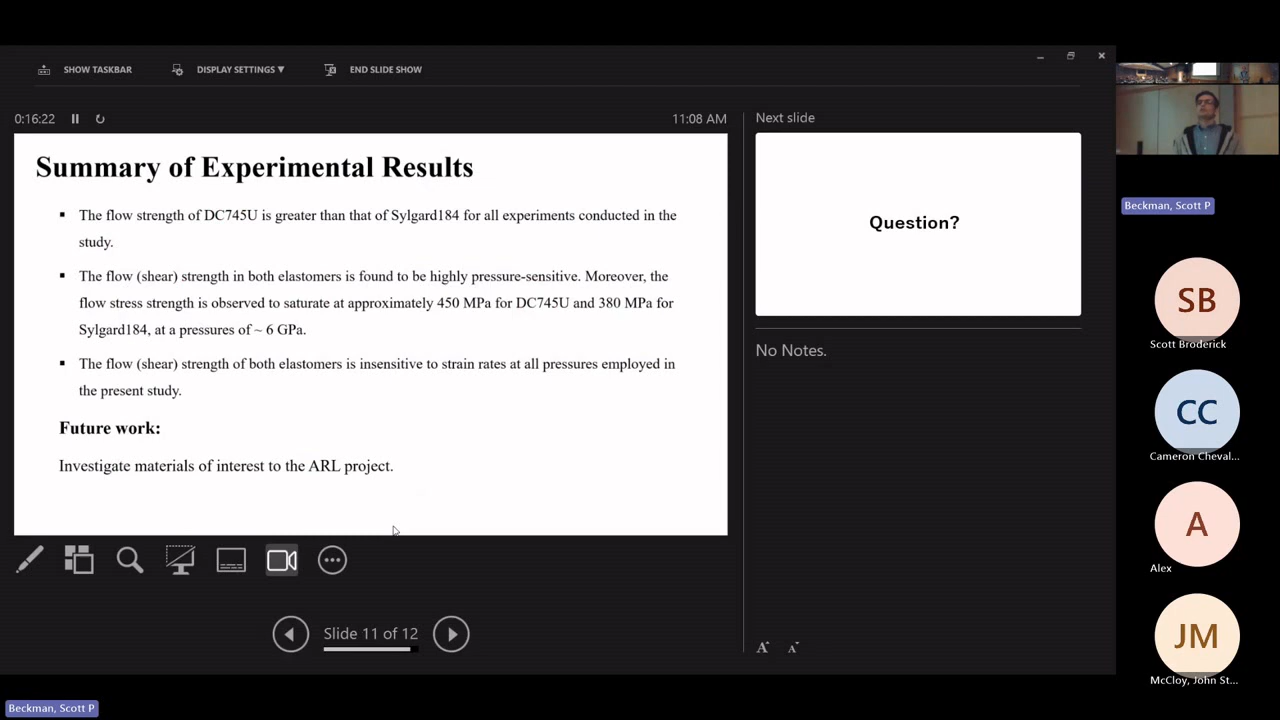 SHOW TASKBAR
DISPLAY SETTINGS ▼
END SLIDE SHOW
0:16:22
11:08 AM
Summary of Experimental Results
▪ The flow strength of DC745U is greater than that of Sylgard184 for all experiments conducted in the
study.
▪ The flow (shear) strength in both elastomers is found to be highly pressure-sensitive. Moreover, the
flow stress strength is observed to saturate at approximately 450 MPa for DC745U and 380 MPa for
Sylgard184, at a pressures of ~ 6 GPa.
▪ The flow (shear) strength of both elastomers is insensitive to strain rates at all pressures employed in
the present study.
Future work:
Investigate materials of interest to the ARL project.
Slide 11 of 12
Next slide
Question?
No Notes.
A A
Beckman, Scott P
SB
Scott Broderick
CC
Cameron Cheval...
A
Alex
JM
McCloy, John St...
Beckman, Scott P